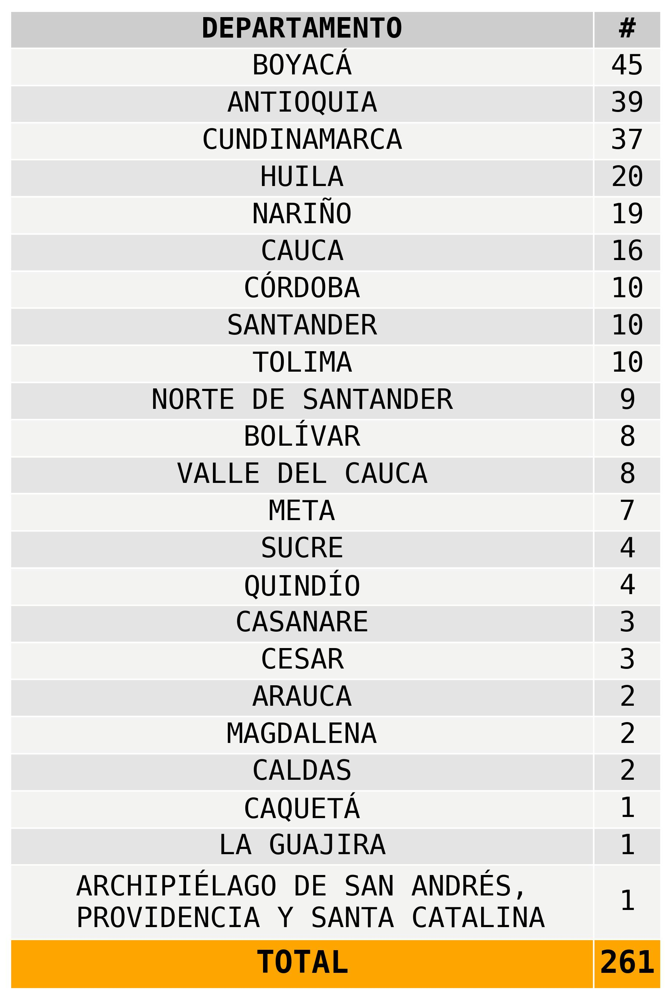 DEPARTAMENTO #
BOYACÁ 45
ANTIOQUIA 39
CUNDINAMARCA 37
HUILA 20
NARIÑO 19
CAUCA 16
CÓRDOBA 10
SANTANDER 10
TOLIMA 10
NORTE DE SANTANDER 9
BOLÍVAR 8
VALLE DEL CAUCA 8
META 7
SUCRE 4
QUINDÍO 4
CASANARE 3
CESAR 3
ARAUCA 2
MAGDALENA 2
CALDAS 2
CAQUETÁ 1
LA GUAJIRA 1
ARCHIPIÉLAGO DE SAN ANDRÉS,
PROVIDENCIA Y SANTA CATALINA 1
TOTAL 261